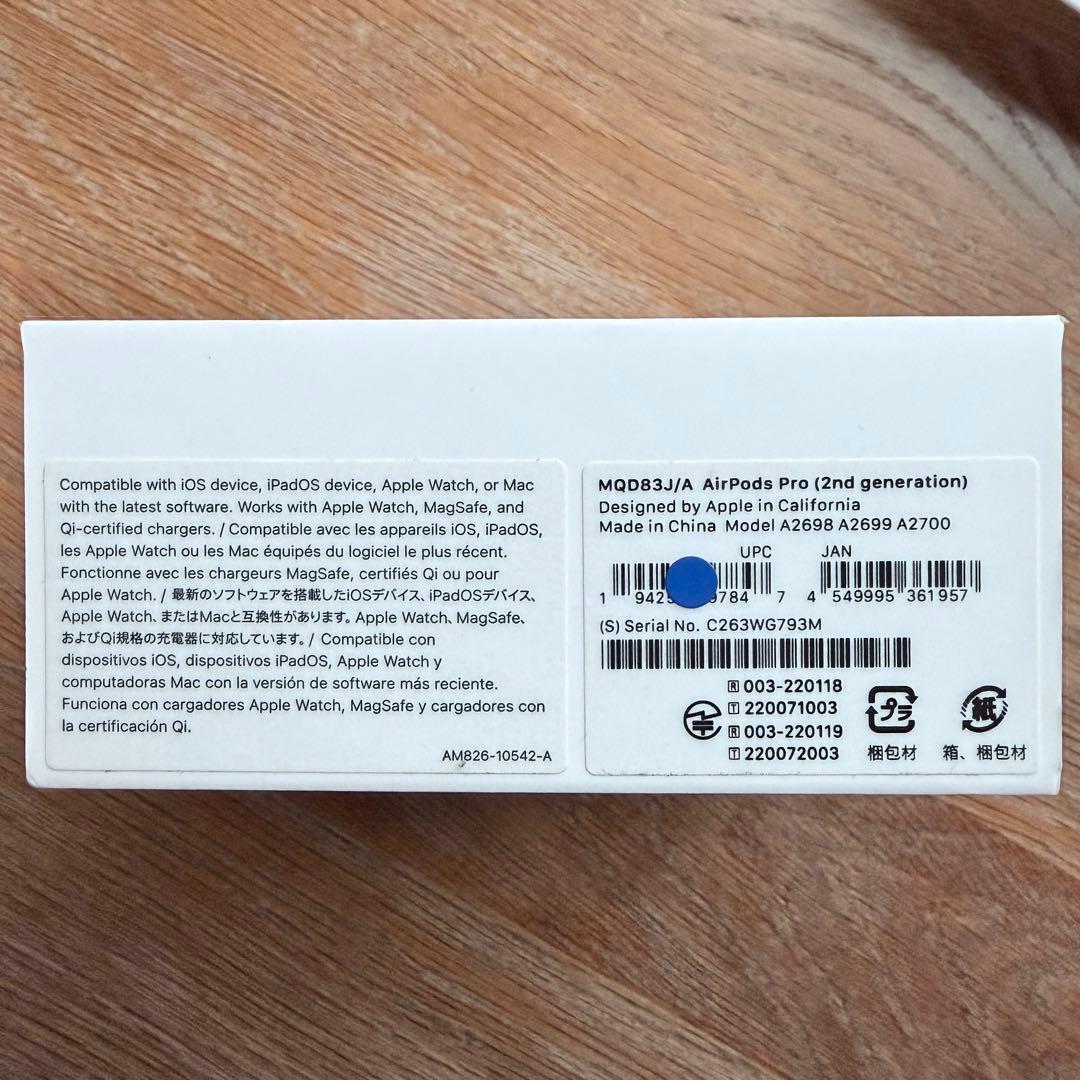 Compatible with iOS device, iPadOS device, Apple Watch, or Mac
with the latest software. Works with Apple Watch, MagSafe, and
Qi-certified chargers. / Compatible avec les appareils iOS, iPadOS,
les Apple Watch ou les Mac équipés du logiciel le plus récent.
Fonctionne avec les chargeurs MagSafe, certifiés Qi ou pour
Apple Watch. / 最新のソフトウェアを搭載したiOSデバイス、iPadOSデバイス、
Apple Watch、またはMacと互換性があります。Apple Watch、MagSafe、
およびQi規格の充電器に対応しています。/ Compatible con
dispositivos iOS, dispositivos iPadOS, Apple Watch y
computadoras Mac con la versión de software más reciente.
Funciona con cargadores Apple Watch, MagSafe y cargadores con
la certificación Qi.
AM826-10542-A
MQD83J/A AirPods Pro (2nd generation)
Designed by Apple in California
Made in China Model A2698 A2699 A2700
UPC JAN
1 7 4 549995 361957
(S) Serial No. C263WG793M
R 003-220118
T 220071003
R 003-220119
T 220072003
プラ
梱包材
紙
箱、梱包材